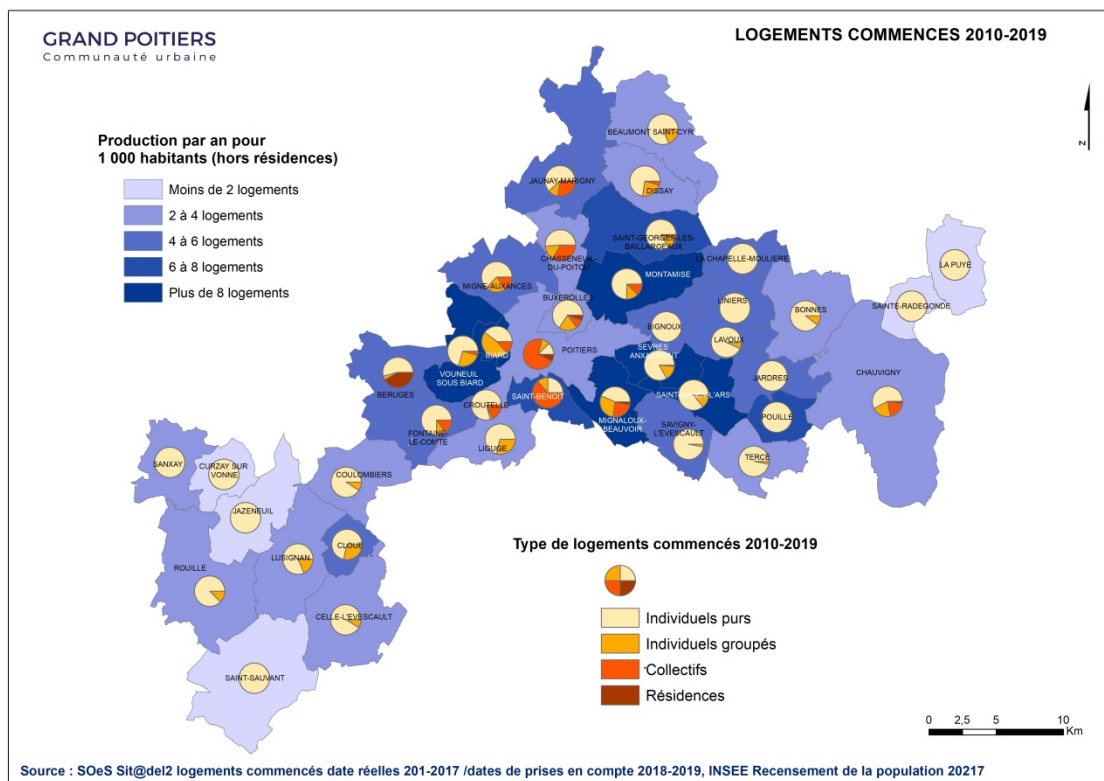 GRAND POITIERS
Communauté urbaine
LOGEMENTS COMMENCES 2010-2019
N
Production par an pour
1 000 habitants (hors résidences)
Moins de 2 logements
2 à 4 logements
4 à 6 logements
6 à 8 logements
Plus de 8 logements
BEAUMONT SAINT-CYR
JAUNAY-MARIGNY
DISSAY
SAINT-GEORGES-LES-
BAILLARGEAUX
CHASSENEUIL-
DU-POITOU
LA CHAPELLE-MOULIERE
LA PUYE
MONTAMISE
MIGNE-AUXANCES
SAINTE-RADEGONDE
BUXEROLLES
LINIERS
BONNES
BIGNOUX
LAVOUX
BIARD
POITIERS
SEVRES
VOUNEUIL
SOUS BIARD
JARDRES
CHAUVIGNY
BERUGES
SAINT-BENOIT
CROUTELLE
MIGNALOUX-
BEAUVOIR
POUILLE
FONTAINE-
LE-COMTE
SAVIGNY-
L'EVESCAULT
LIGUGE
TERCE
SANXAY
CURZAY SUR
VONNE
COULOMBIERS
JAZENEUIL
CLOUE
LUSIGNAN
ROUILLE
CELLE-L'EVESCAULT
SAINT-SAUVANT
Type de logements commencés 2010-2019
Individuels purs
Individuels groupés
Collectifs
Résidences
0 2,5 5 10
Km
Source : SOeS Sit@del2 logements commencés date réelles 201-2017 /dates de prises en compte 2018-2019, INSEE Recensement de la population 20217